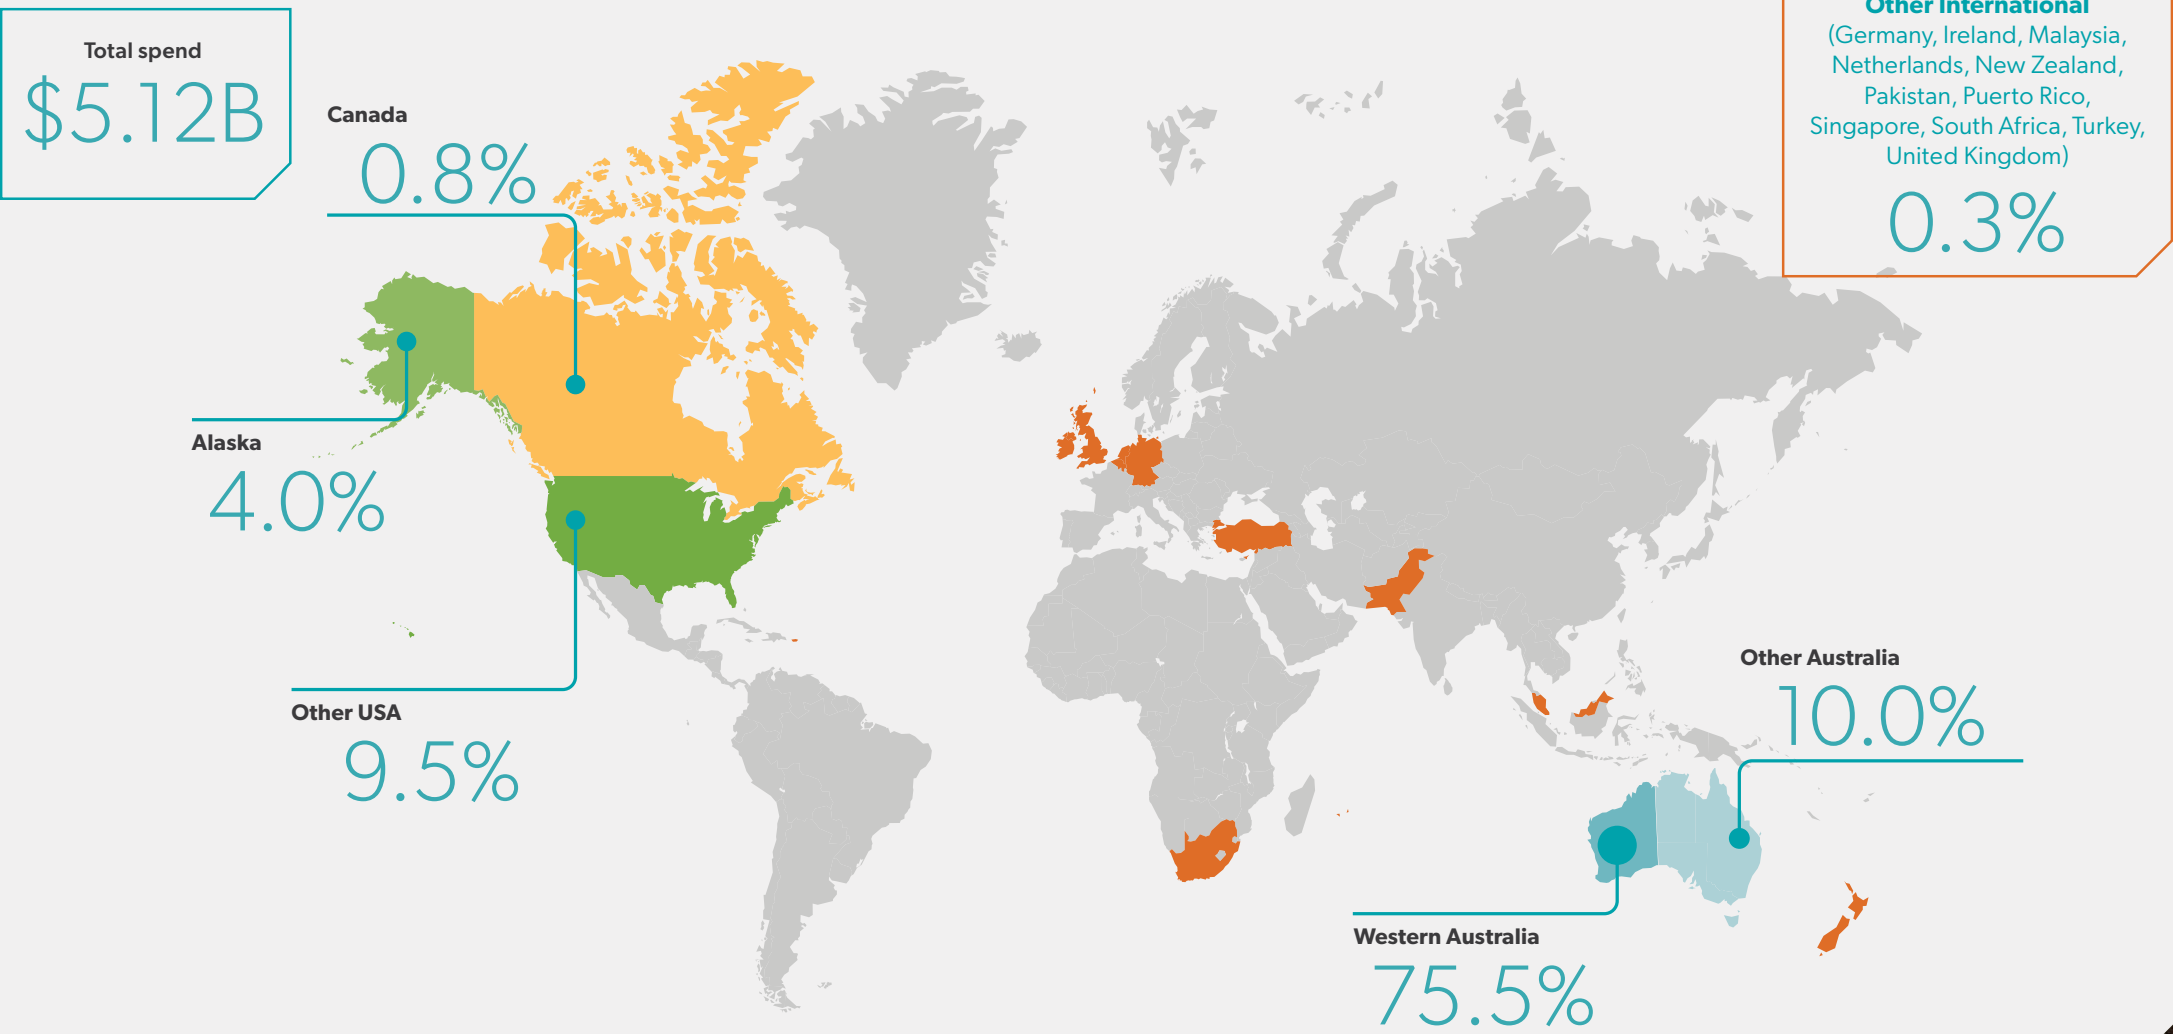 Total spend
$5.12B
Canada
0.8%
Other International
(Germany, Ireland, Malaysia,
Netherlands, New Zealand,
Pakistan, Puerto Rico,
Singapore, South Africa, Turkey,
United Kingdom)
0.3%
Alaska
4.0%
Other USA
9.5%
Other Australia
10.0%
Western Australia
75.5%